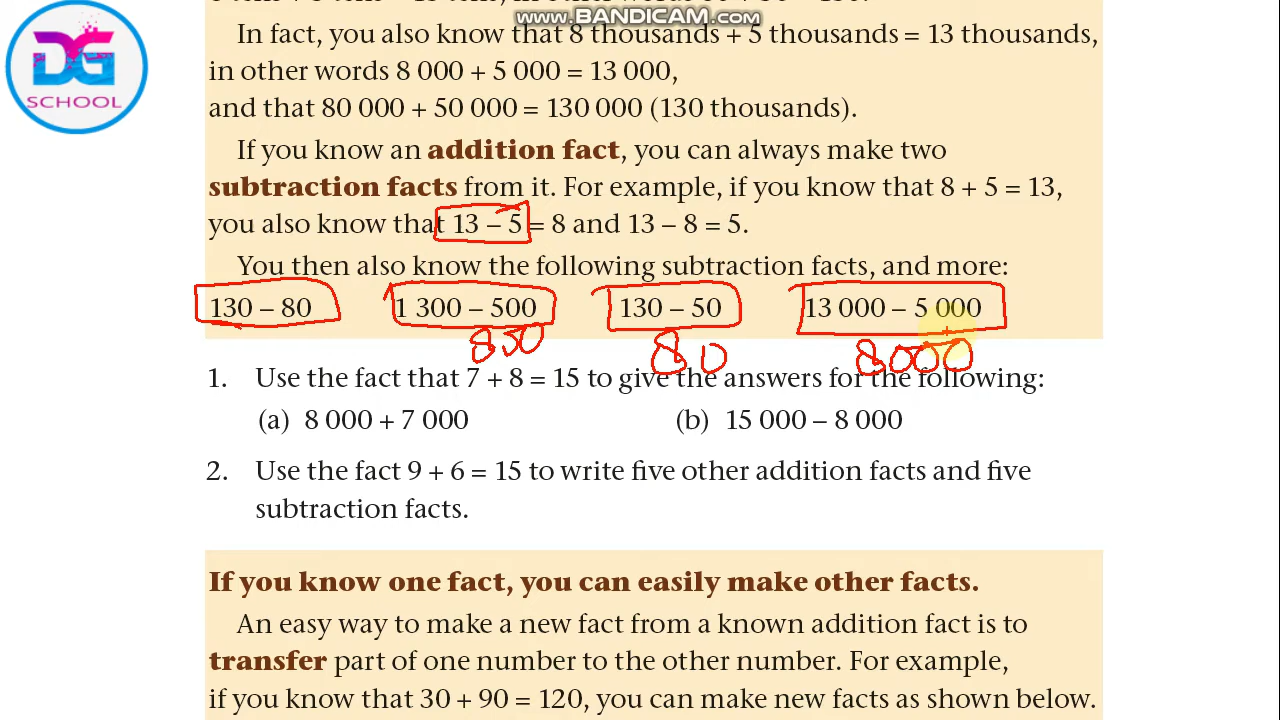 www.BANDICAM.com
DG
SCHOOL
In fact, you also know that 8 thousands + 5 thousands = 13 thousands,
in other words 8 000 + 5 000 = 13 000,
and that 80 000 + 50 000 = 130 000 (130 thousands).
If you know an addition fact, you can always make two
subtraction facts from it. For example, if you know that 8 + 5 = 13,
you also know that 13 – 5 = 8 and 13 – 8 = 5.
You then also know the following subtraction facts, and more:
130 – 80 1 300 – 500 130 – 50 13 000 – 5 000
800 80 8000
1. Use the fact that 7 + 8 = 15 to give the answers for the following:
(a) 8 000 + 7 000 (b) 15 000 – 8 000
2. Use the fact 9 + 6 = 15 to write five other addition facts and five
subtraction facts.
If you know one fact, you can easily make other facts.
An easy way to make a new fact from a known addition fact is to
transfer part of one number to the other number. For example,
if you know that 30 + 90 = 120, you can make new facts as shown below.